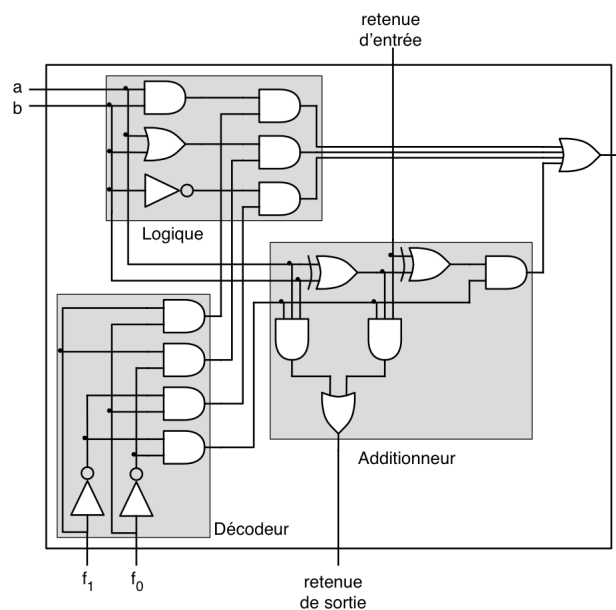 retenue
d'entrée
a
b
Logique
Additionneur
Décodeur
f1 f0
retenue
de sortie